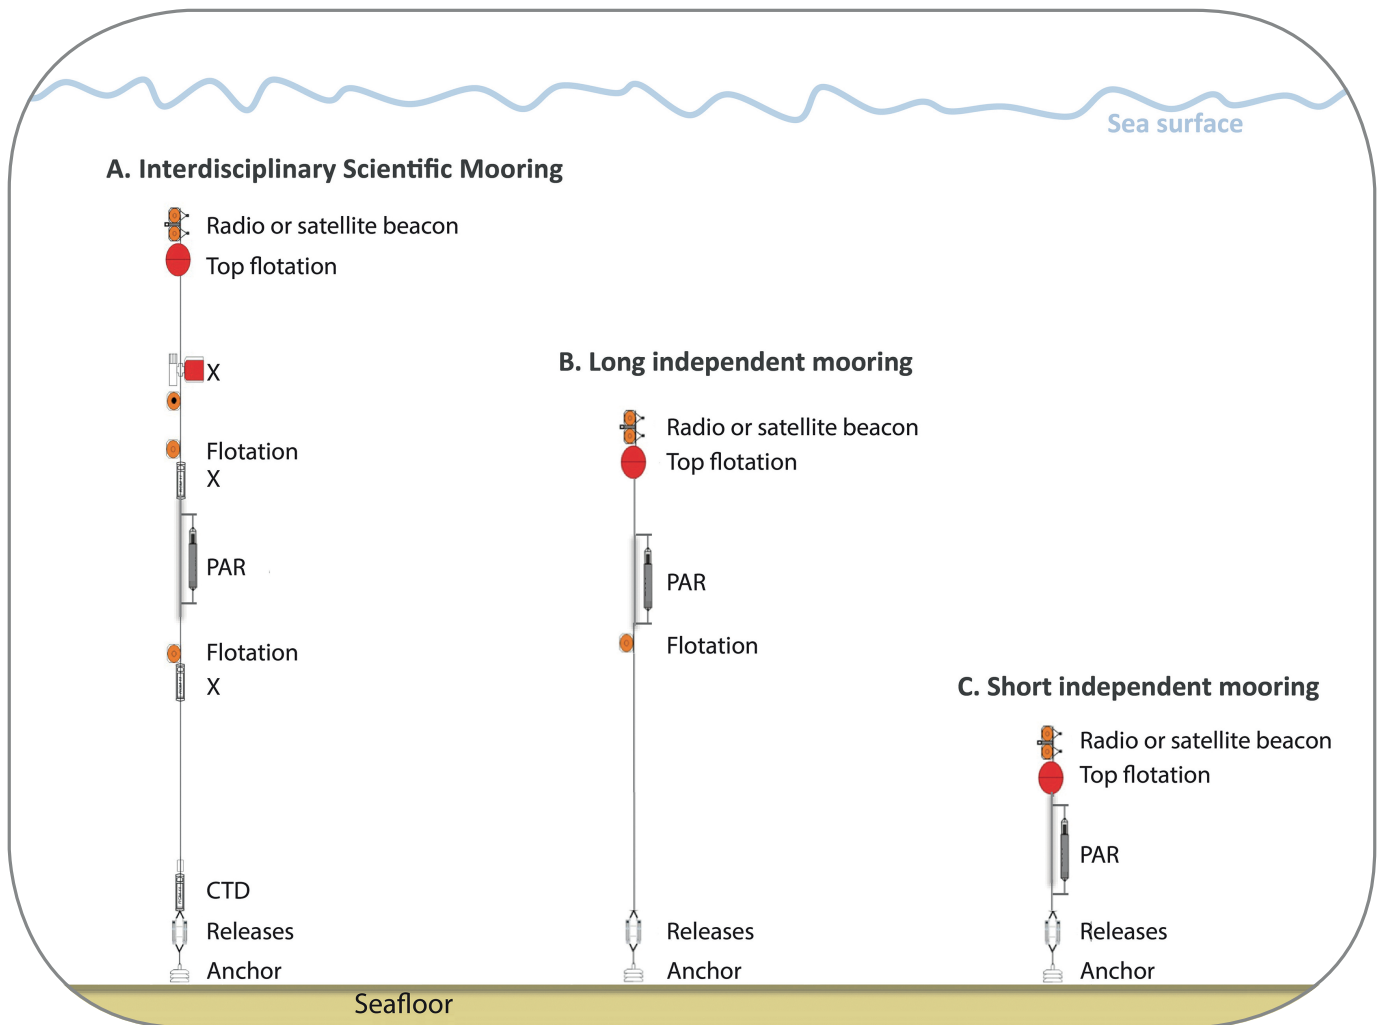 Sea surface
A. Interdisciplinary Scientific Mooring
Radio or satellite beacon
Top flotation
X
Flotation
X
PAR
Flotation
X
CTD
Releases
Anchor
B. Long independent mooring
Radio or satellite beacon
Top flotation
PAR
Flotation
Releases
Anchor
C. Short independent mooring
Radio or satellite beacon
Top flotation
PAR
Releases
Anchor
Seafloor